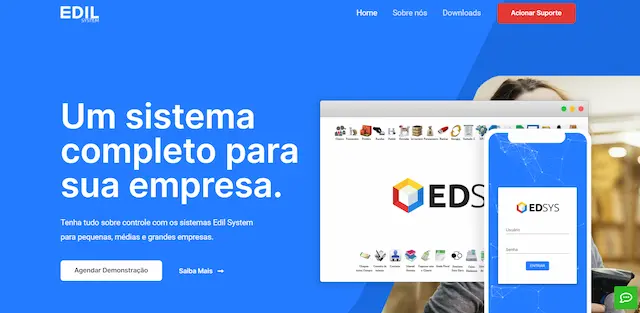 EDIL
SYSTEM
Home
Sobre nós
Downloads
Acionar Suporte
Um sistema
completo para
sua empresa.
Tenha tudo sobre controle com os sistemas Edil System
para pequenas, médias e grandes empresas.
Agendar Demonstração
Saiba Mais →
EDSYS
EDSYS
Usuário
Senha
ENTRAR